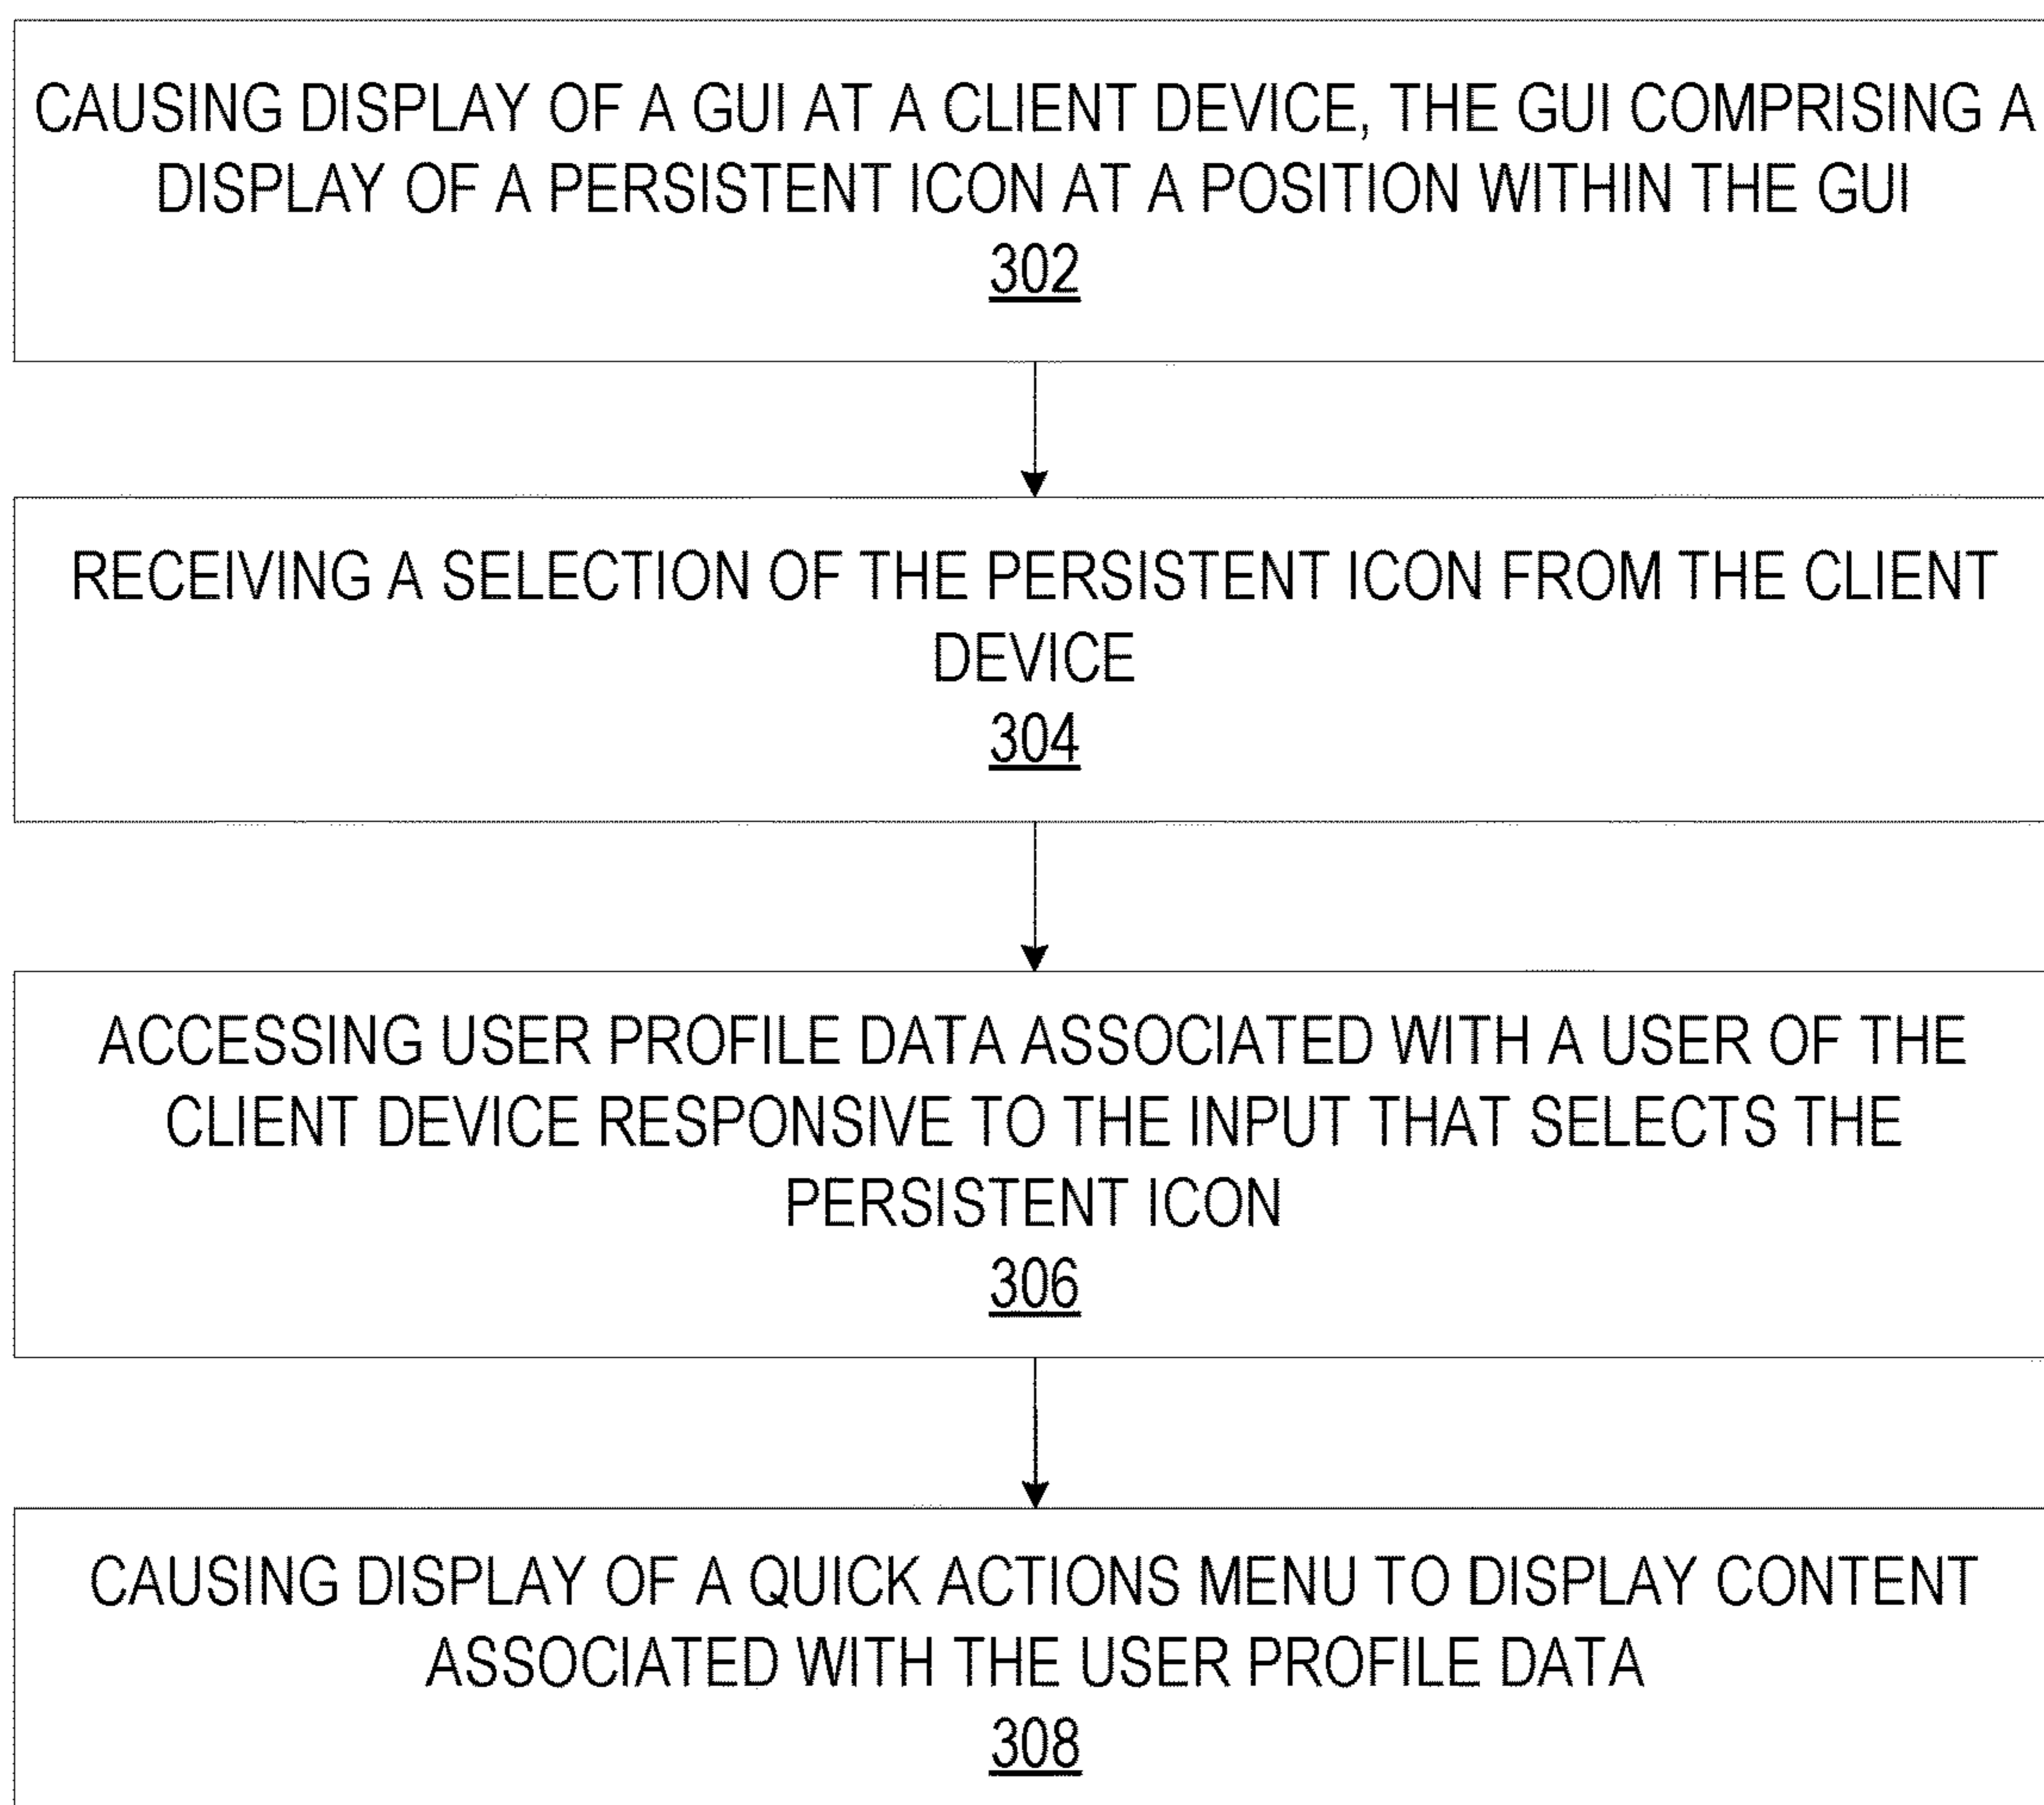 CAUSING DISPLAY OF A GUI AT A CLIENT DEVICE, THE GUI COMPRISING A
DISPLAY OF A PERSISTENT ICON AT A POSITION WITHIN THE GUI
302
RECEIVING A SELECTION OF THE PERSISTENT ICON FROM THE CLIENT
DEVICE
304
ACCESSING USER PROFILE DATA ASSOCIATED WITH A USER OF THE
CLIENT DEVICE RESPONSIVE TO THE INPUT THAT SELECTS THE
PERSISTENT ICON
306
CAUSING DISPLAY OF A QUICK ACTIONS MENU TO DISPLAY CONTENT
ASSOCIATED WITH THE USER PROFILE DATA
308